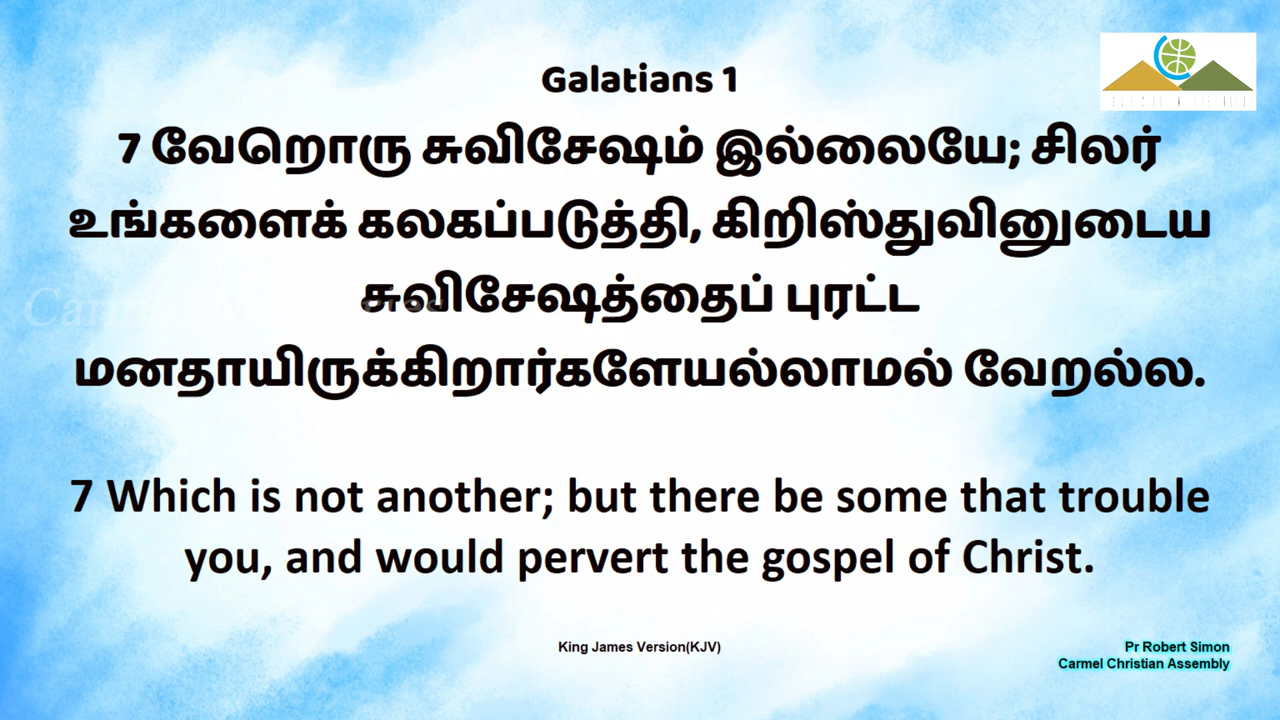 Galatians 1
7 வேறொரு சுவிசேஷம் இல்லையே; சிலர்
உங்களைக் கலகப்படுத்தி, கிறிஸ்துவினுடைய
சுவிசேஷத்தைப் புரட்ட
மனதாயிருக்கிறார்களேயல்லாமல் வேறல்ல.
7 Which is not another; but there be some that trouble
you, and would pervert the gospel of Christ.
King James Version(KJV)
Pr Robert Simon
Carmel Christian Assembly